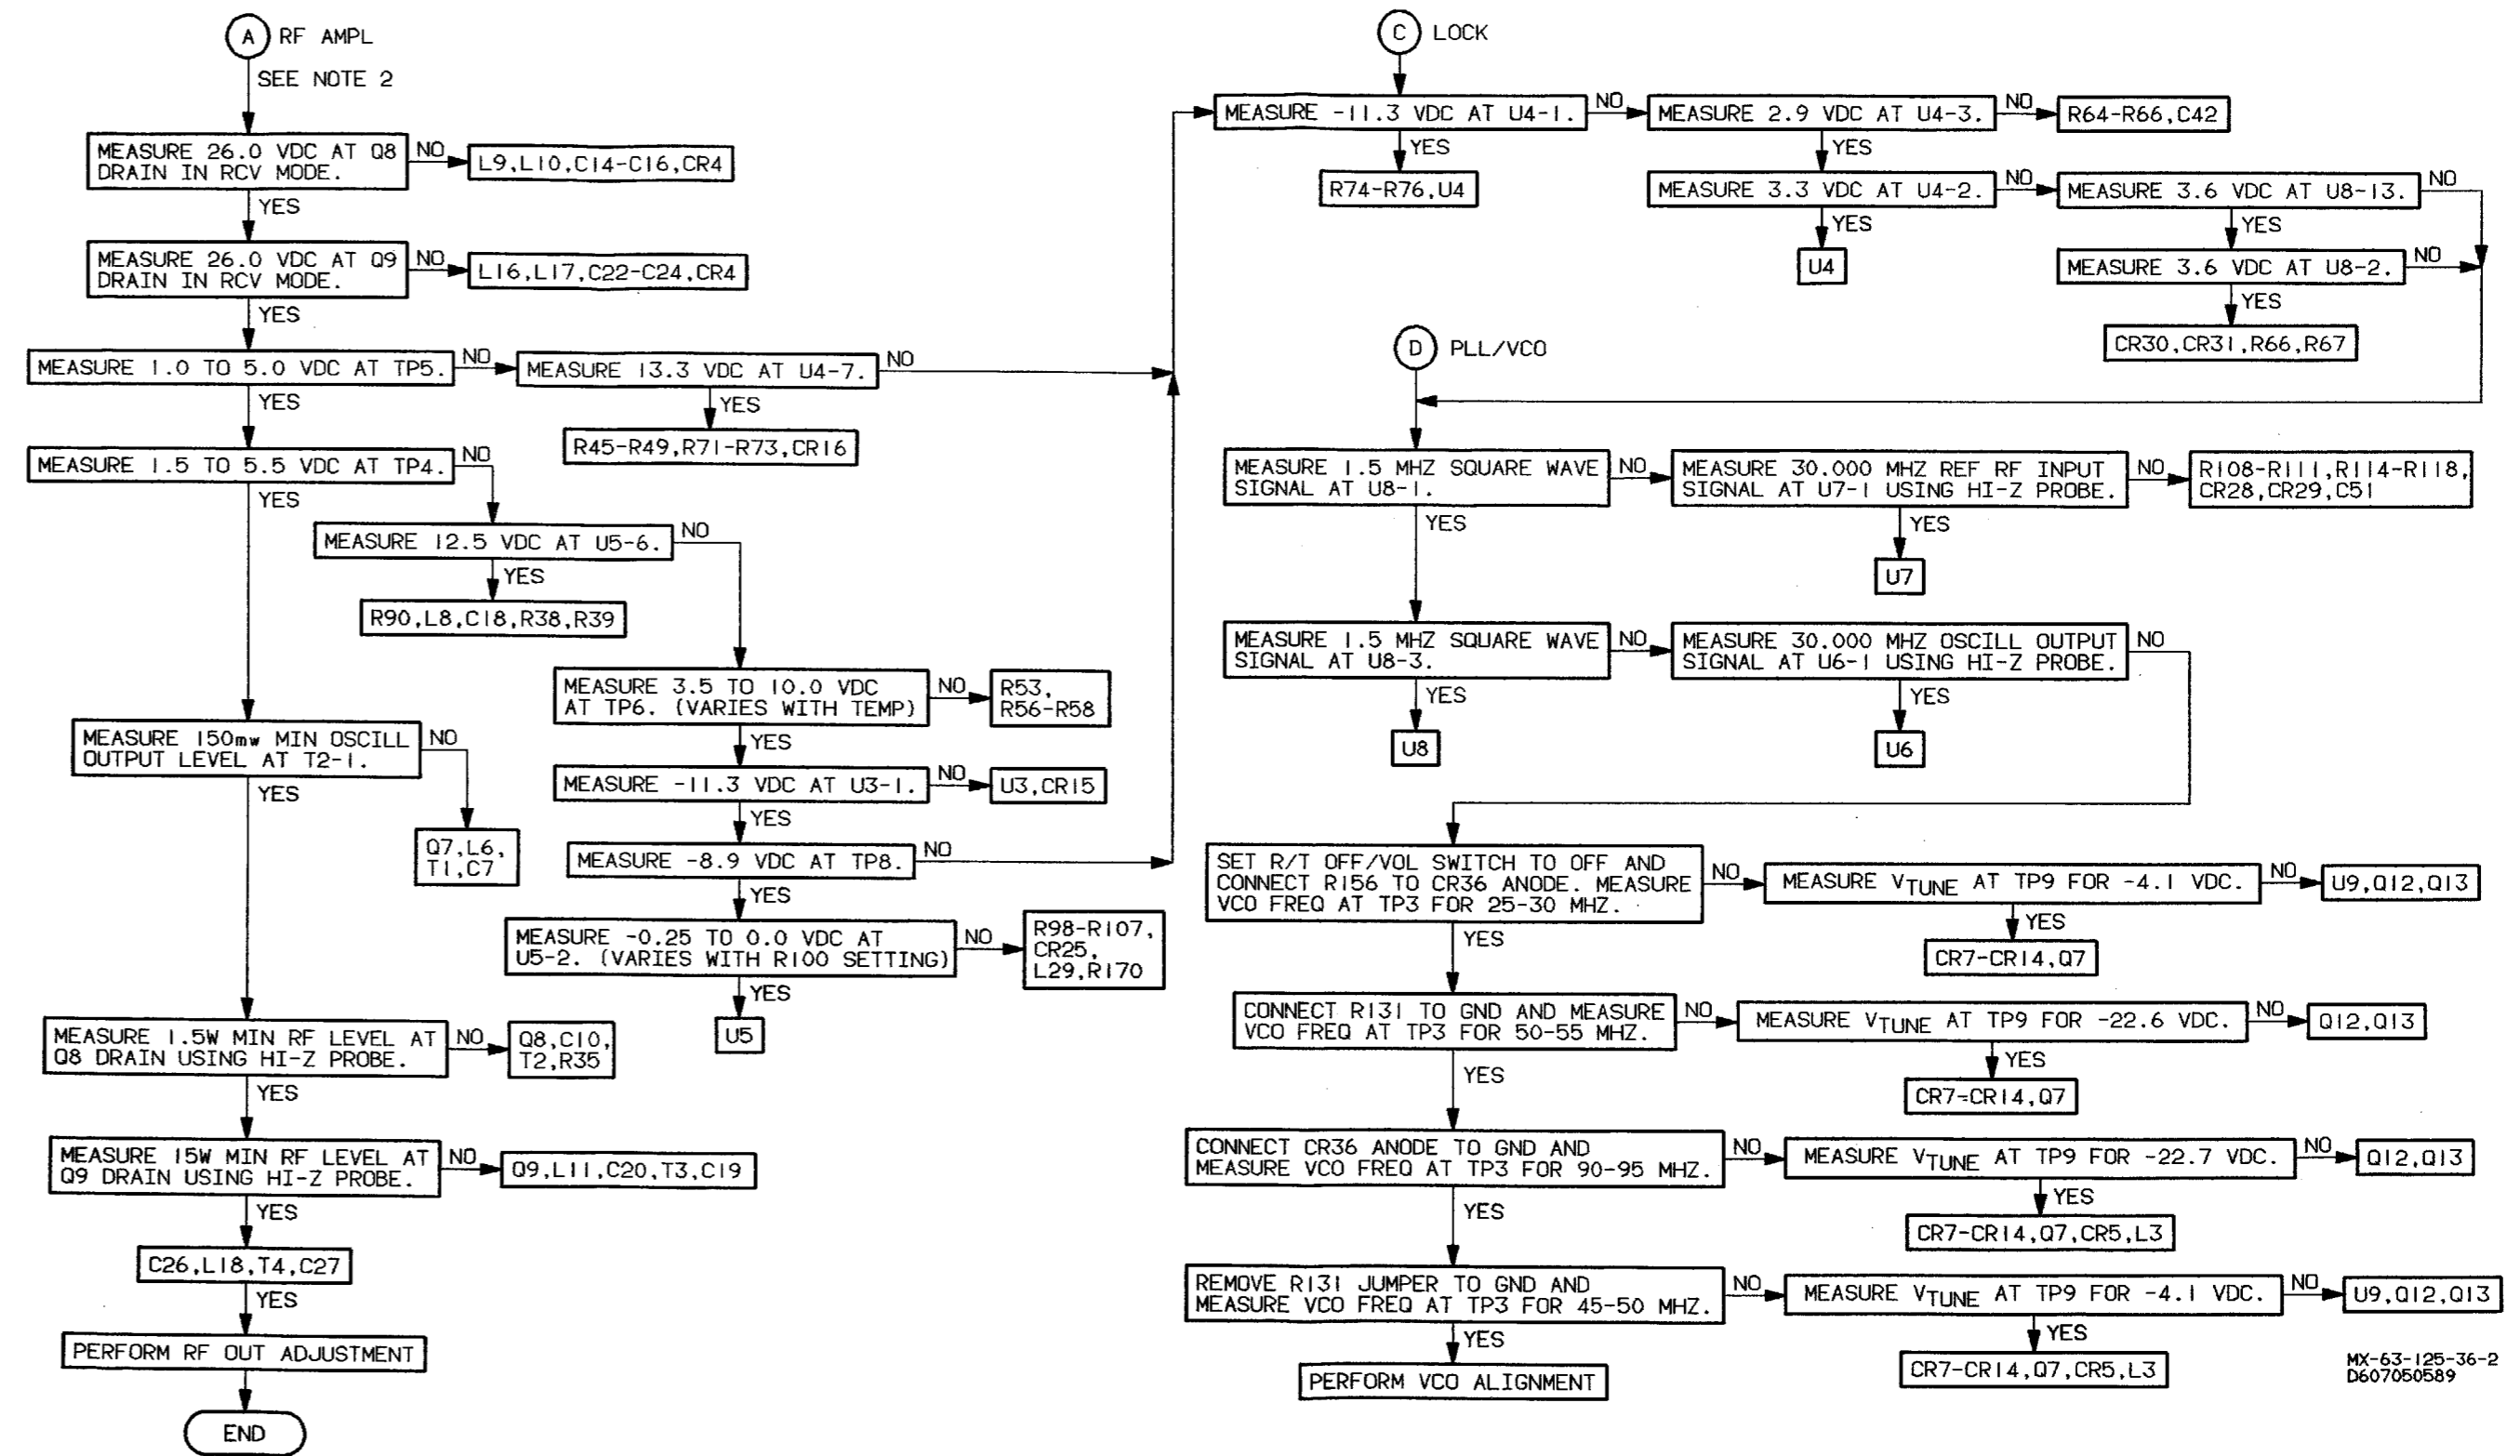 A RF AMPL
SEE NOTE 2
MEASURE 26.0 VDC AT Q8
DRAIN IN RCV MODE.
NO
L9,L10,C14-C16,CR4
YES
MEASURE 26.0 VDC AT Q9
DRAIN IN RCV MODE.
NO
L16,L17,C22-C24,CR4
YES
MEASURE 1.0 TO 5.0 VDC AT TP5.
NO
MEASURE 13.3 VDC AT U4-7.
NO
YES
R45-R49,R71-R73,CR16
YES
MEASURE 1.5 TO 5.5 VDC AT TP4.
NO
YES
MEASURE 12.5 VDC AT U5-6.
NO
YES
R90,L8,C18,R38,R39
MEASURE 3.5 TO 10.0 VDC
AT TP6. (VARIES WITH TEMP)
NO
R53,
R56-R58
YES
MEASURE -11.3 VDC AT U3-1.
NO
U3,CR15
YES
MEASURE -8.9 VDC AT TP8.
NO
YES
MEASURE -0.25 TO 0.0 VDC AT
U5-2. (VARIES WITH R100 SETTING)
NO
R98-R107,
CR25,
L29,R170
YES
U5
MEASURE 150mw MIN OSCILL
OUTPUT LEVEL AT T2-1.
NO
Q7,L6,
T1,C7
YES
MEASURE 1.5W MIN RF LEVEL AT
Q8 DRAIN USING HI-Z PROBE.
NO
Q8,C10,
T2,R35
YES
MEASURE 15W MIN RF LEVEL AT
Q9 DRAIN USING HI-Z PROBE.
NO
Q9,L11,C20,T3,C19
YES
C26,L18,T4,C27
YES
PERFORM RF OUT ADJUSTMENT
END
C LOCK
MEASURE -11.3 VDC AT U4-1.
NO
MEASURE 2.9 VDC AT U4-3.
NO
R64-R66,C42
YES
R74-R76,U4
YES
MEASURE 3.3 VDC AT U4-2.
NO
MEASURE 3.6 VDC AT U8-13.
NO
YES
U4
YES
MEASURE 3.6 VDC AT U8-2.
NO
YES
CR30,CR31,R66,R67
D PLL/VCO
MEASURE 1.5 MHZ SQUARE WAVE
SIGNAL AT U8-1.
NO
MEASURE 30.000 MHZ REF RF INPUT
SIGNAL AT U7-1 USING HI-Z PROBE.
NO
R108-R111,R114-R118,
CR28,CR29,C51
YES
YES
U7
MEASURE 1.5 MHZ SQUARE WAVE
SIGNAL AT U8-3.
NO
MEASURE 30.000 MHZ OSCILL OUTPUT
SIGNAL AT U6-1 USING HI-Z PROBE.
NO
YES
U8
YES
U6
SET R/T OFF/VOL SWITCH TO OFF AND
CONNECT R156 TO CR36 ANODE. MEASURE
VCO FREQ AT TP3 FOR 25-30 MHZ.
NO
MEASURE VTUNE AT TP9 FOR -4.1 VDC.
NO
U9,Q12,Q13
YES
CR7-CR14,Q7
YES
CONNECT R131 TO GND AND MEASURE
VCO FREQ AT TP3 FOR 50-55 MHZ.
NO
MEASURE VTUNE AT TP9 FOR -22.6 VDC.
NO
Q12,Q13
YES
CR7-CR14,Q7
YES
CONNECT CR36 ANODE TO GND AND
MEASURE VCO FREQ AT TP3 FOR 90-95 MHZ.
NO
MEASURE VTUNE AT TP9 FOR -22.7 VDC.
NO
Q12,Q13
YES
CR7-CR14,Q7,CR5,L3
YES
REMOVE R131 JUMPER TO GND AND
MEASURE VCO FREQ AT TP3 FOR 45-50 MHZ.
NO
MEASURE VTUNE AT TP9 FOR -4.1 VDC.
NO
U9,Q12,Q13
YES
CR7-CR14,Q7,CR5,L3
YES
PERFORM VCO ALIGNMENT
MX-63-125-36-2
D607050589